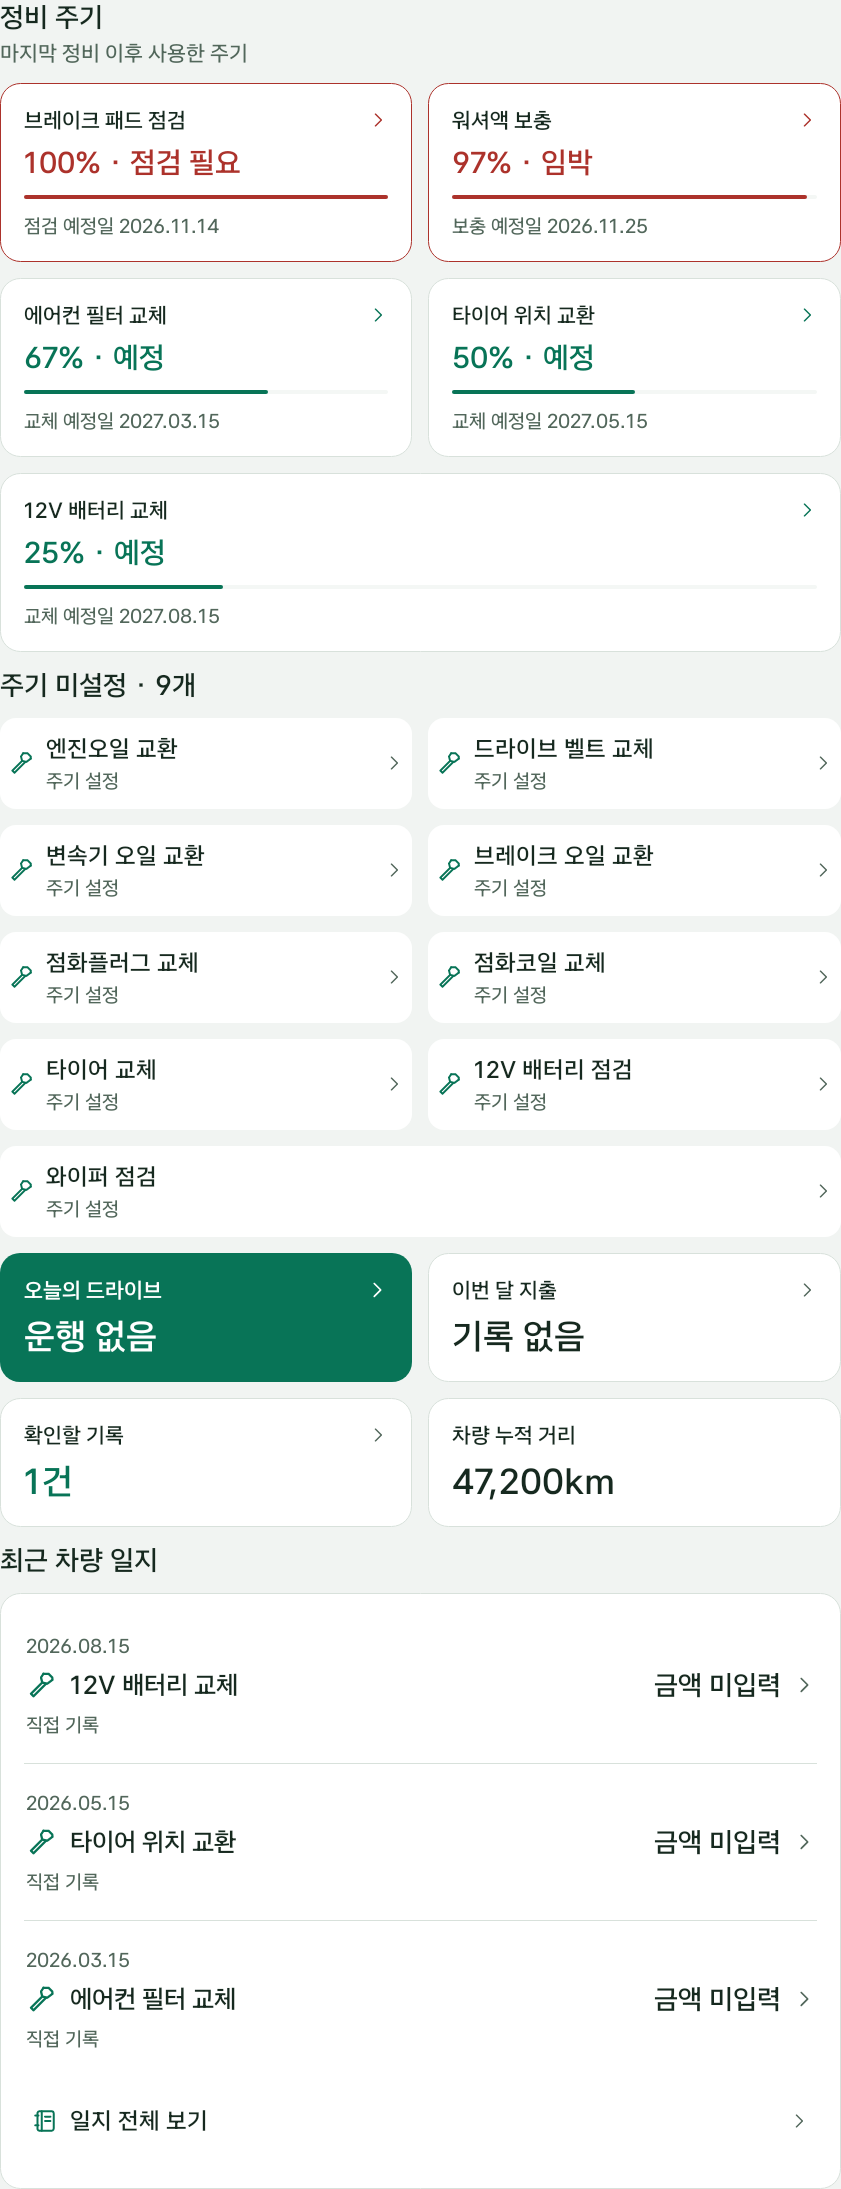 정비 주기
마지막 정비 이후 사용한 주기
브레이크 패드 점검
100% · 점검 필요
점검 예정일 2026.11.14
워셔액 보충
97% · 임박
보충 예정일 2026.11.25
에어컨 필터 교체
67% · 예정
교체 예정일 2027.03.15
타이어 위치 교환
50% · 예정
교체 예정일 2027.05.15
12V 배터리 교체
25% · 예정
교체 예정일 2027.08.15
주기 미설정 · 9개
엔진오일 교환
주기 설정
드라이브 벨트 교체
주기 설정
변속기 오일 교환
주기 설정
브레이크 오일 교환
주기 설정
점화플러그 교체
주기 설정
점화코일 교체
주기 설정
타이어 교체
주기 설정
12V 배터리 점검
주기 설정
와이퍼 점검
주기 설정
오늘의 드라이브
운행 없음
이번 달 지출
기록 없음
확인할 기록
1건
차량 누적 거리
47,200km
최근 차량 일지
2026.08.15
12V 배터리 교체
금액 미입력
직접 기록
2026.05.15
타이어 위치 교환
금액 미입력
직접 기록
2026.03.15
에어컨 필터 교체
금액 미입력
직접 기록
일지 전체 보기